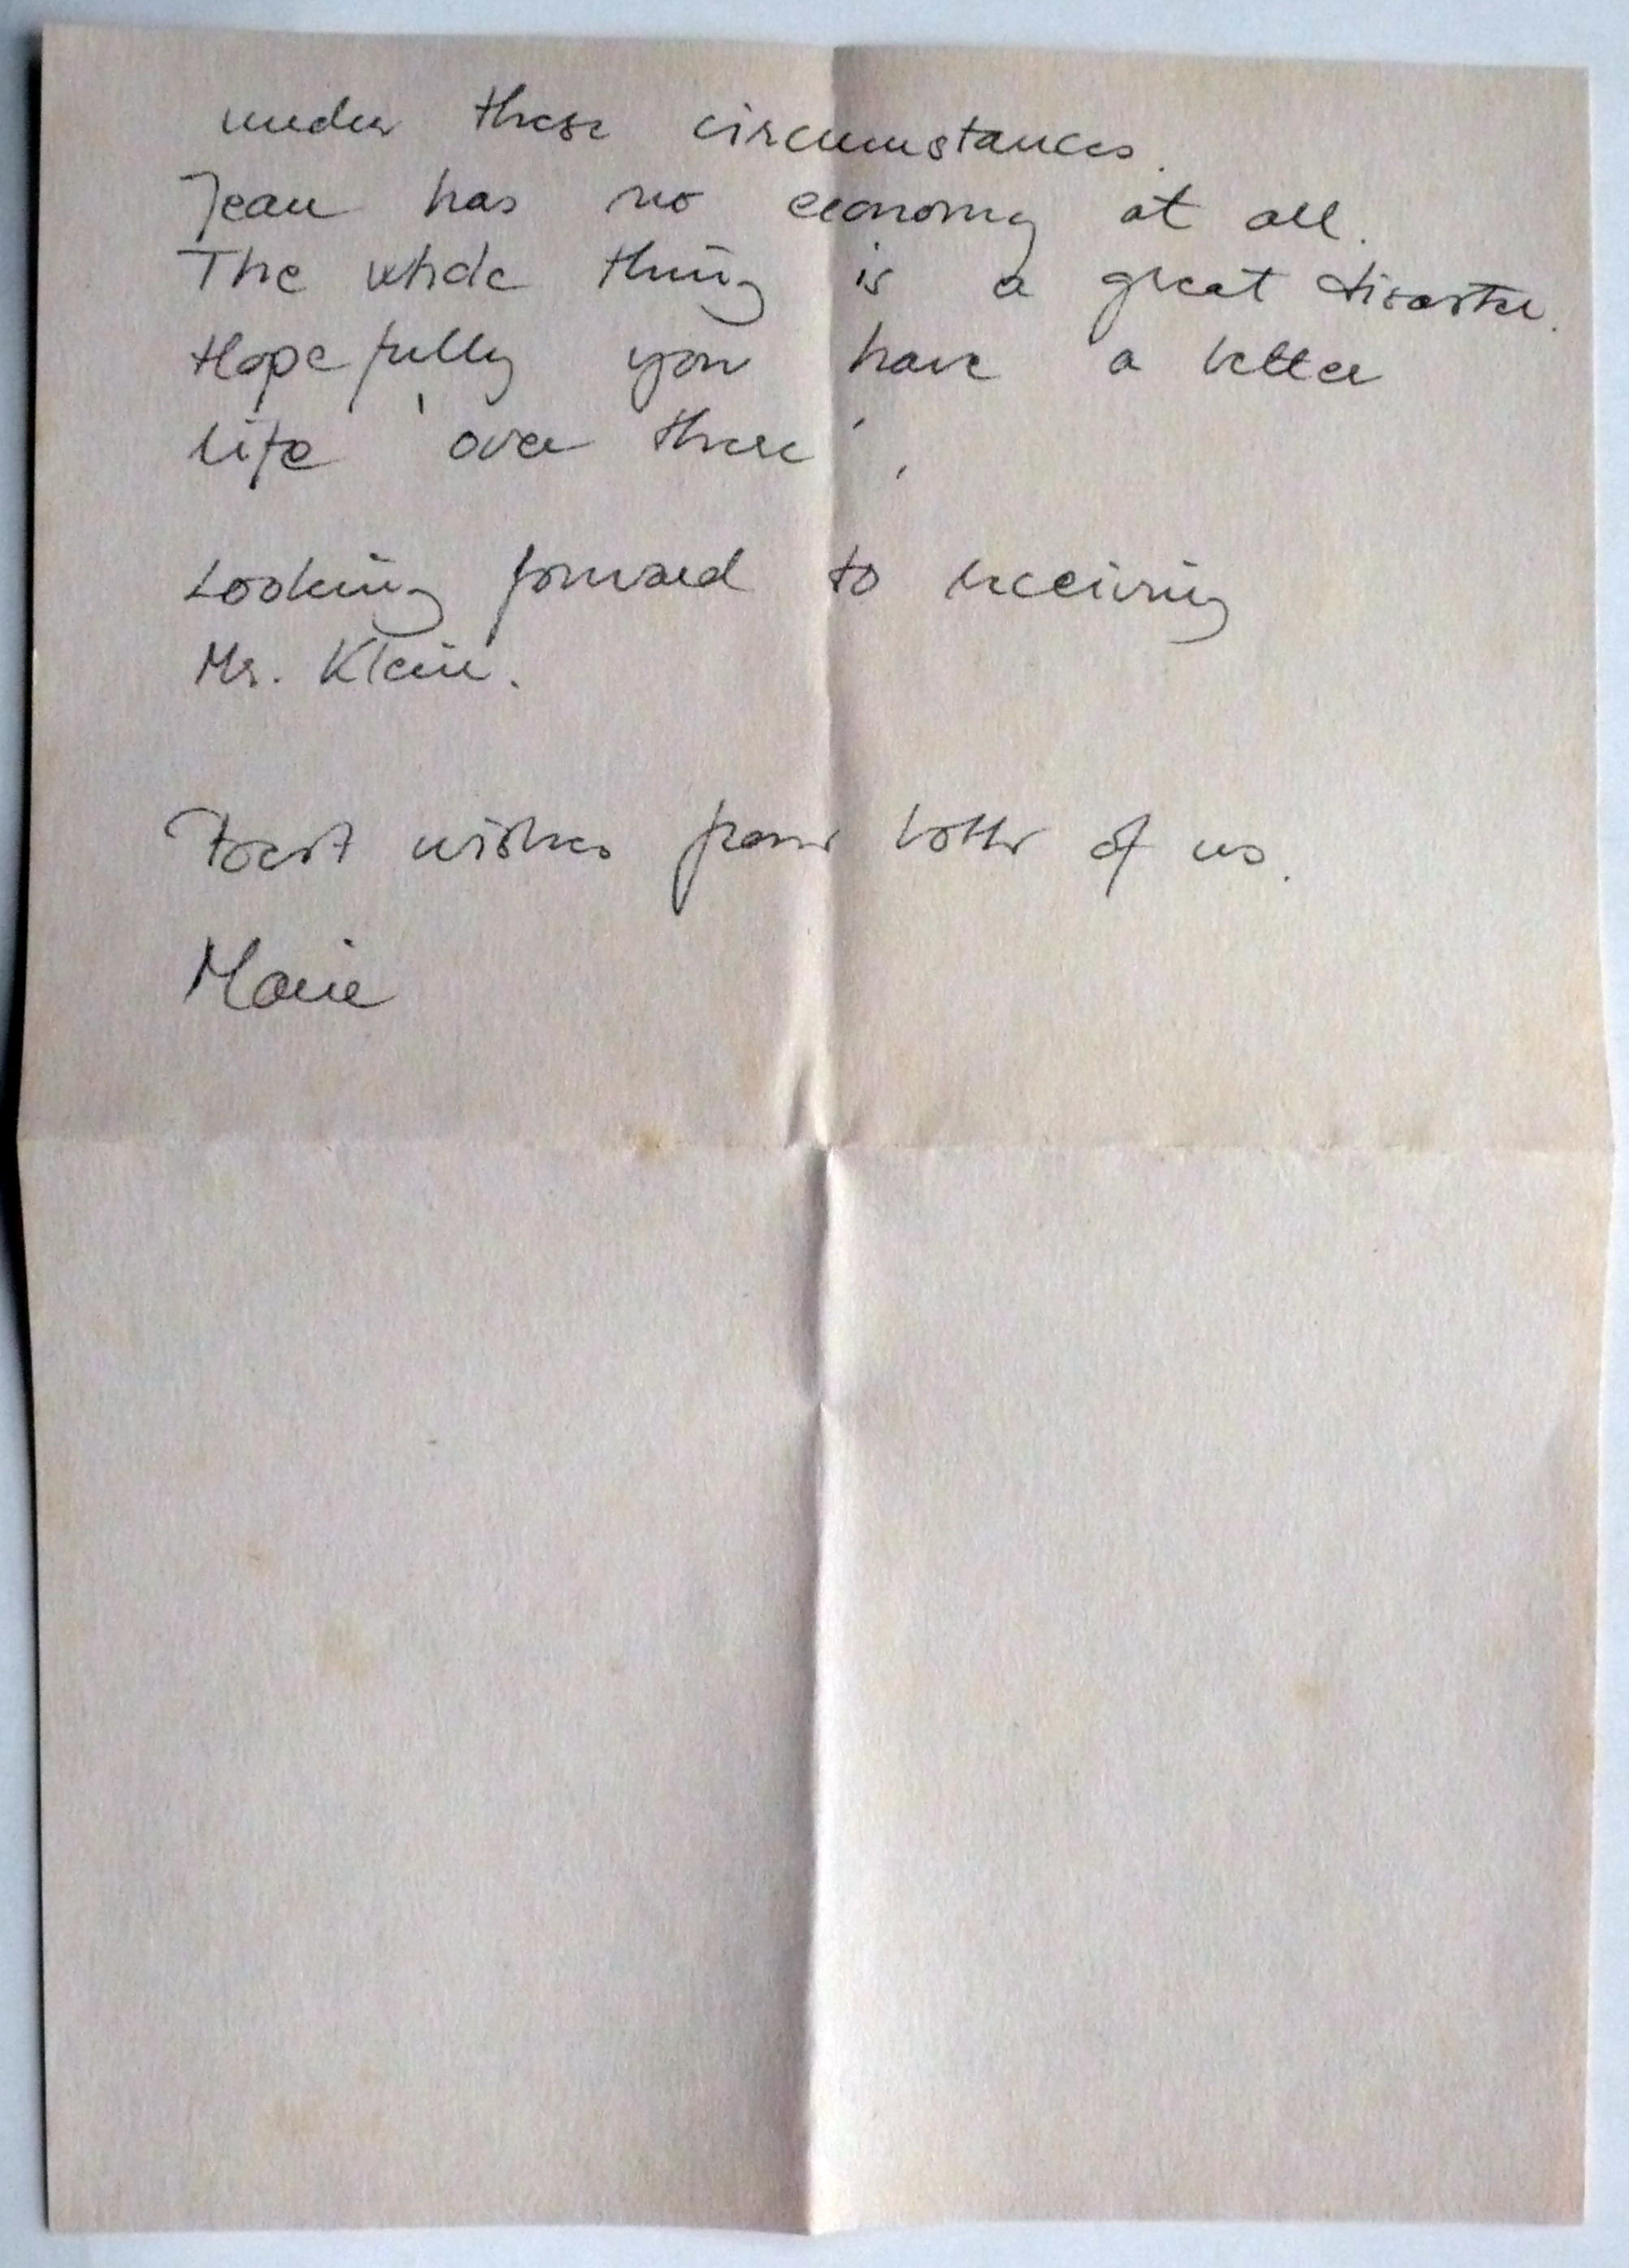 under these circumstances.
Jean has no economy at all.
The whole thing is a great disaster.
Hopefully you have a better
life over there
Looking forward to receiving
Mr. Klein.
Best wishes from both of us.
Marie